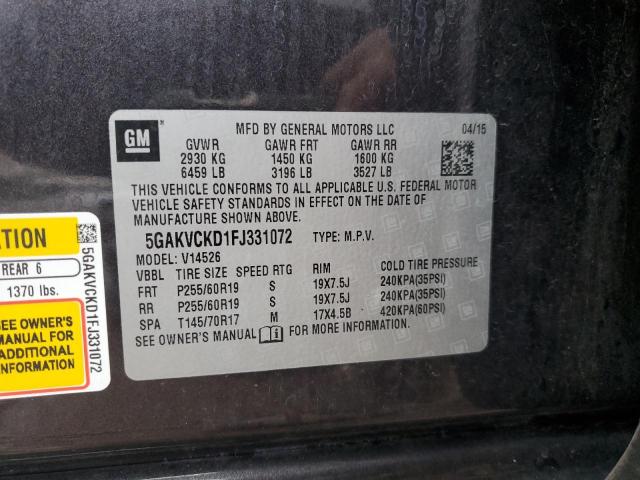 GM
MFD BY GENERAL MOTORS LLC 04/15
GVWR GAWR FRT GAWR RR
2930 KG 1450 KG 1600 KG
6459 LB 3196 LB 3527 LB
THIS VEHICLE CONFORMS TO ALL APPLICABLE U.S. FEDERAL MOTOR
VEHICLE SAFETY STANDARDS IN EFFECT ON THE DATE OF
MANUFACTURE SHOWN ABOVE.
5GAKVCKD1FJ331072 TYPE: M.P.V.
MODEL: V14526
VBBL TIRE SIZE SPEED RTG RIM COLD TIRE PRESSURE
FRT P255/60R19 S 19X7.5J 240KPA(35PSI)
RR P255/60R19 S 19X7.5J 240KPA(35PSI)
SPA T145/70R17 M 17X4.5B 420KPA(60PSI)
SEE OWNER'S MANUAL FOR MORE INFORMATION.
REAR 6
1370 lbs.
SEE OWNER'S
MANUAL FOR
ADDITIONAL
5GAKVCKD1FJ331072